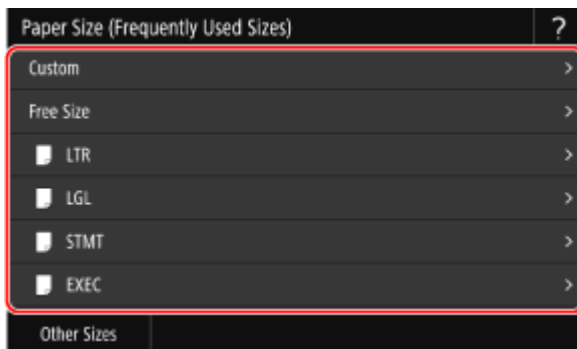 Paper Size (Frequently Used Sizes) ?
Custom >
Free Size >
LTR >
LGL >
STMT >
EXEC >
Other Sizes